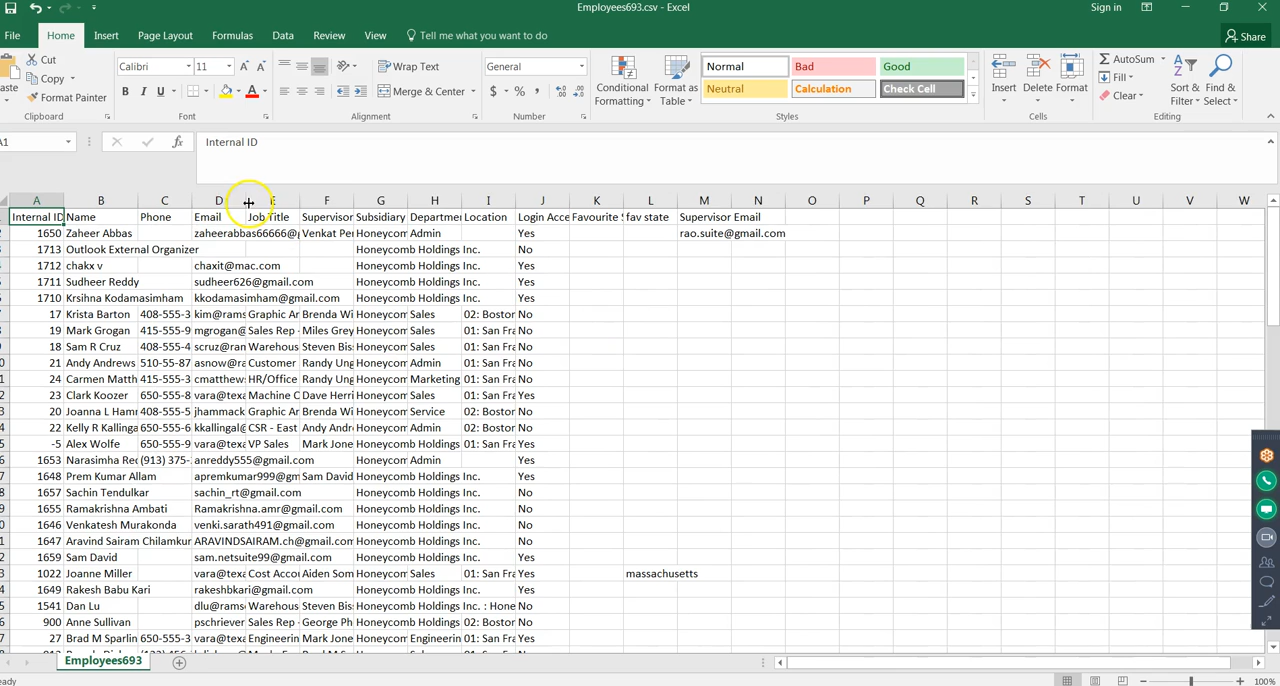 Employees693.csv - Excel
Sign in
File Home Insert Page Layout Formulas Data Review View Tell me what you want to do Share
Cut
Copy
Format Painter
Clipboard
Calibri 11
B I U
Font
Wrap Text
Merge & Center
Alignment
General
$ % ,
Number
Conditional Formatting
Format as Table
Normal Bad Good
Neutral Calculation Check Cell
Styles
Insert Delete Format
Cells
AutoSum
Fill
Clear
Sort & Filter
Find & Select
Editing
fx Internal ID
A B C D E F G H I J K L M N O P Q R S T U V W
Internal ID Name Phone Email Job Title Supervisor Subsidiary Departme Location Login Acce Favourite fav state Supervisor Email
1650 Zaheer Abbas zaheerabbas66666@ Venkat Per Honeycom Admin Yes rao.suite@gmail.com
1713 Outlook External Organizer Honeycomb Holdings Inc. No
1712 chakx v chaxit@mac.com Honeycomb Holdings Inc. Yes
1711 Sudheer Reddy sudheer626@gmail.com Honeycomb Holdings Inc. Yes
1710 Krsihna Kodamasimham kkodamasimham@gmail.com Honeycomb Holdings Inc. Yes
17 Krista Barton 408-555-3 kim@rams Graphic Ar Brenda Wi Honeycom Sales 02: Boston No
19 Mark Grogan 415-555-9 mgrogan@ Sales Rep - Miles Grey Honeycom Sales 01: San Fra No
18 Sam R Cruz 408-555-4 scruz@ran Warehous Steven Bis Honeycom Sales 01: San Fra No
21 Andy Andrews 510-55-87 asnow@ra Customer Randy Ung Honeycom Admin 02: Boston No
24 Carmen Matth 415-555-3 cmatthew HR/Office Randy Ung Honeycom Marketing 01: San Fra No
23 Clark Koozer 650-555-8 vara@texa Machine C Dave Herri Honeycom Sales 01: San Fra Yes
20 Joanna L Ham 408-555-5 jhammack Graphic Ar Brenda Wi Honeycom Service 02: Boston No
22 Kelly R Kallinga 650-555-6 kkallingal@ CSR - East Andy Andr Honeycom Admin 02: Boston No
-5 Alex Wolfe 650-555-9 vara@texa VP Sales Mark Jone Honeycomb Holdings 01: San Fra Yes
1653 Narasimha Rec (913) 375- anreddy555@gmail.com Honeycom Admin Yes
1648 Prem Kumar Allam apremkumar999@gm Sam David Honeycomb Holdings Inc. Yes
1657 Sachin Tendulkar sachin_rt@gmail.com Honeycomb Holdings Inc. No
1655 Ramakrishna Ambati Ramakrishna.amr@gmail.com Honeycomb Holdings Inc. No
1646 Venkatesh Murakonda venki.sarath491@gmail.com Honeycomb Holdings Inc. No
1647 Aravind Sairam Chilamkur ARAVINDSAIRAM.ch@gmail.com Honeycomb Holdings Inc. No
1659 Sam David sam.netsuite99@gmail.com Honeycomb Holdings Inc. Yes
1022 Joanne Miller vara@texa Cost Accou Aiden Som Honeycom Sales 01: San Fra Yes massachusetts
1649 Rakesh Babu Kari rakeshbkari@gmail.com Honeycomb Holdings Inc. Yes
1541 Dan Lu dlu@rams Warehous Steven Bis Honeycomb Holdings Inc. : Hone No
900 Anne Sullivan pschriever Sales Rep - George Ph Honeycomb Holdings 02: Boston No
27 Brad M Sparlin 650-555-3 vara@texa Engineerin Mark Jone Honeycom Engineerin 01: San Fra Yes
Employees693
100%